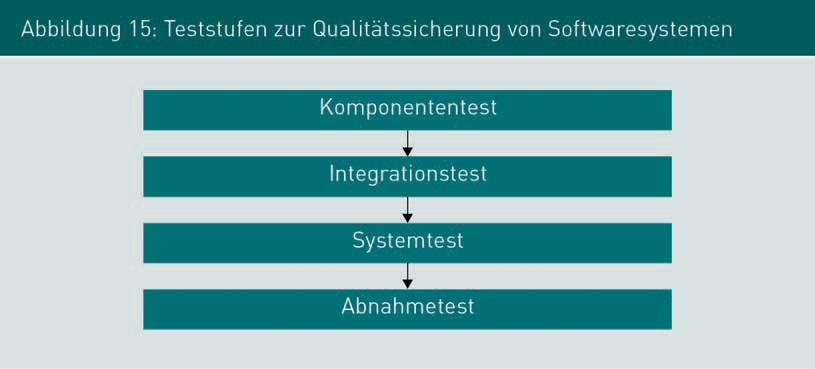 Abbildung 15: Teststufen zur Qualitätssicherung von Softwaresystemen
Komponententest
Integrationstest
Systemtest
Abnahmetest